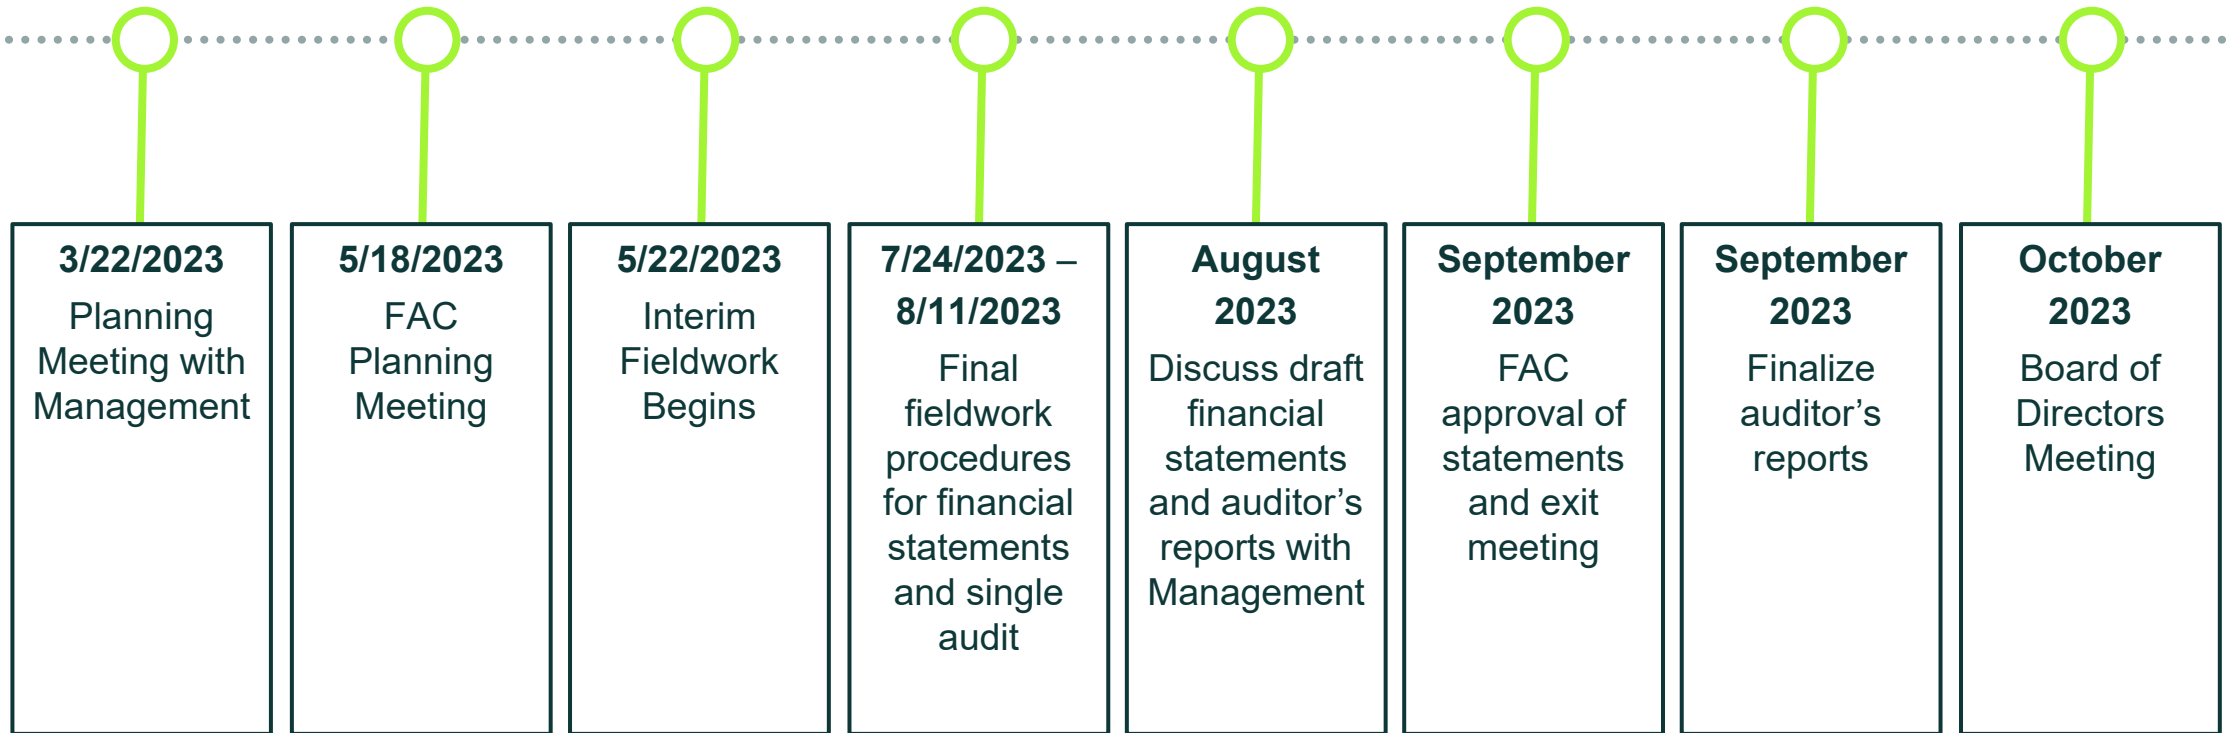 3/22/2023
Planning
Meeting with
Management
5/18/2023
FAC
Planning
Meeting
5/22/2023
Interim
Fieldwork
Begins
7/24/2023 –
8/11/2023
Final
fieldwork
procedures
for financial
statements
and single
audit
August
2023
Discuss draft
financial
statements
and auditor’s
reports with
Management
September
2023
FAC
approval of
statements
and exit
meeting
September
2023
Finalize
auditor’s
reports
October
2023
Board of
Directors
Meeting